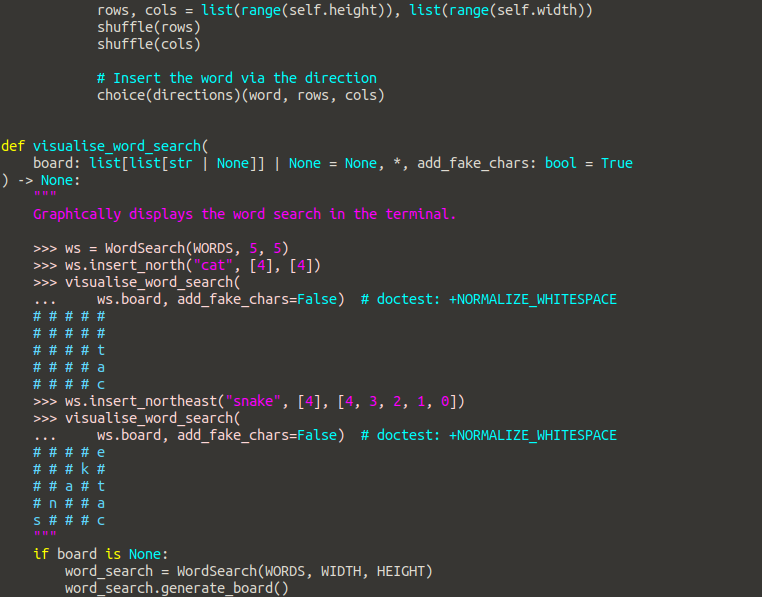 rows, cols = list(range(self.height)), list(range(self.width))
            shuffle(rows)
            shuffle(cols)

            # Insert the word via the direction
            choice(directions)(word, rows, cols)


def visualise_word_search(
    board: list[list[str | None]] | None = None, *, add_fake_chars: bool = True
) -> None:
    """
    Graphically displays the word search in the terminal.

    >>> ws = WordSearch(WORDS, 5, 5)
    >>> ws.insert_north("cat", [4], [4])
    >>> visualise_word_search(
    ...     ws.board, add_fake_chars=False)  # doctest: +NORMALIZE_WHITESPACE
    # # # # #
    # # # # #
    # # # # t
    # # # # a
    # # # # c
    >>> ws.insert_northeast("snake", [4], [4, 3, 2, 1, 0])
    >>> visualise_word_search(
    ...     ws.board, add_fake_chars=False)  # doctest: +NORMALIZE_WHITESPACE
    # # # # e
    # # # k #
    # # a # t
    # n # # a
    s # # # c
    """
    if board is None:
        word_search = WordSearch(WORDS, WIDTH, HEIGHT)
        word_search.generate_board()